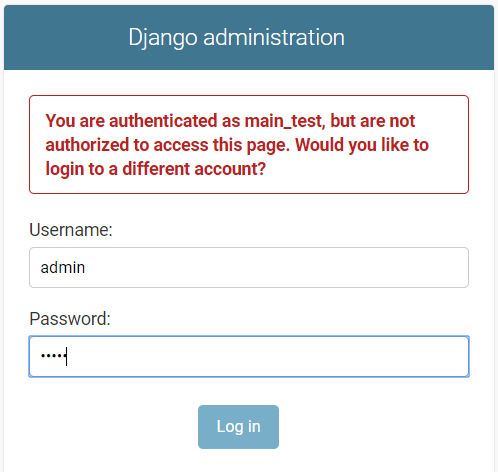 Django administration
You are authenticated as main_test, but are not
authorized to access this page. Would you like to
login to a different account?
Username:
admin
Password:
•••••
Log in